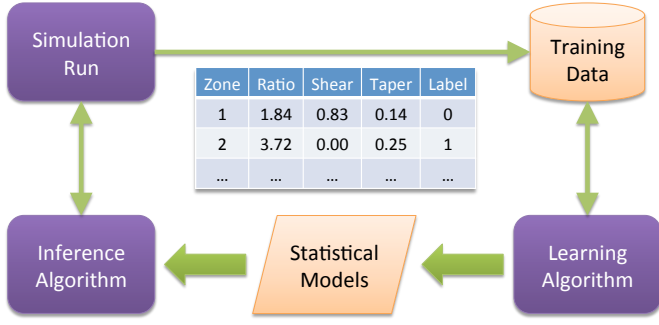 Simulation
Run
Training
Data
Zone Ratio Shear Taper Label
1 1.84 0.83 0.14 0
2 3.72 0.00 0.25 1
... ... ... ... ...
Inference
Algorithm
Statistical
Models
Learning
Algorithm